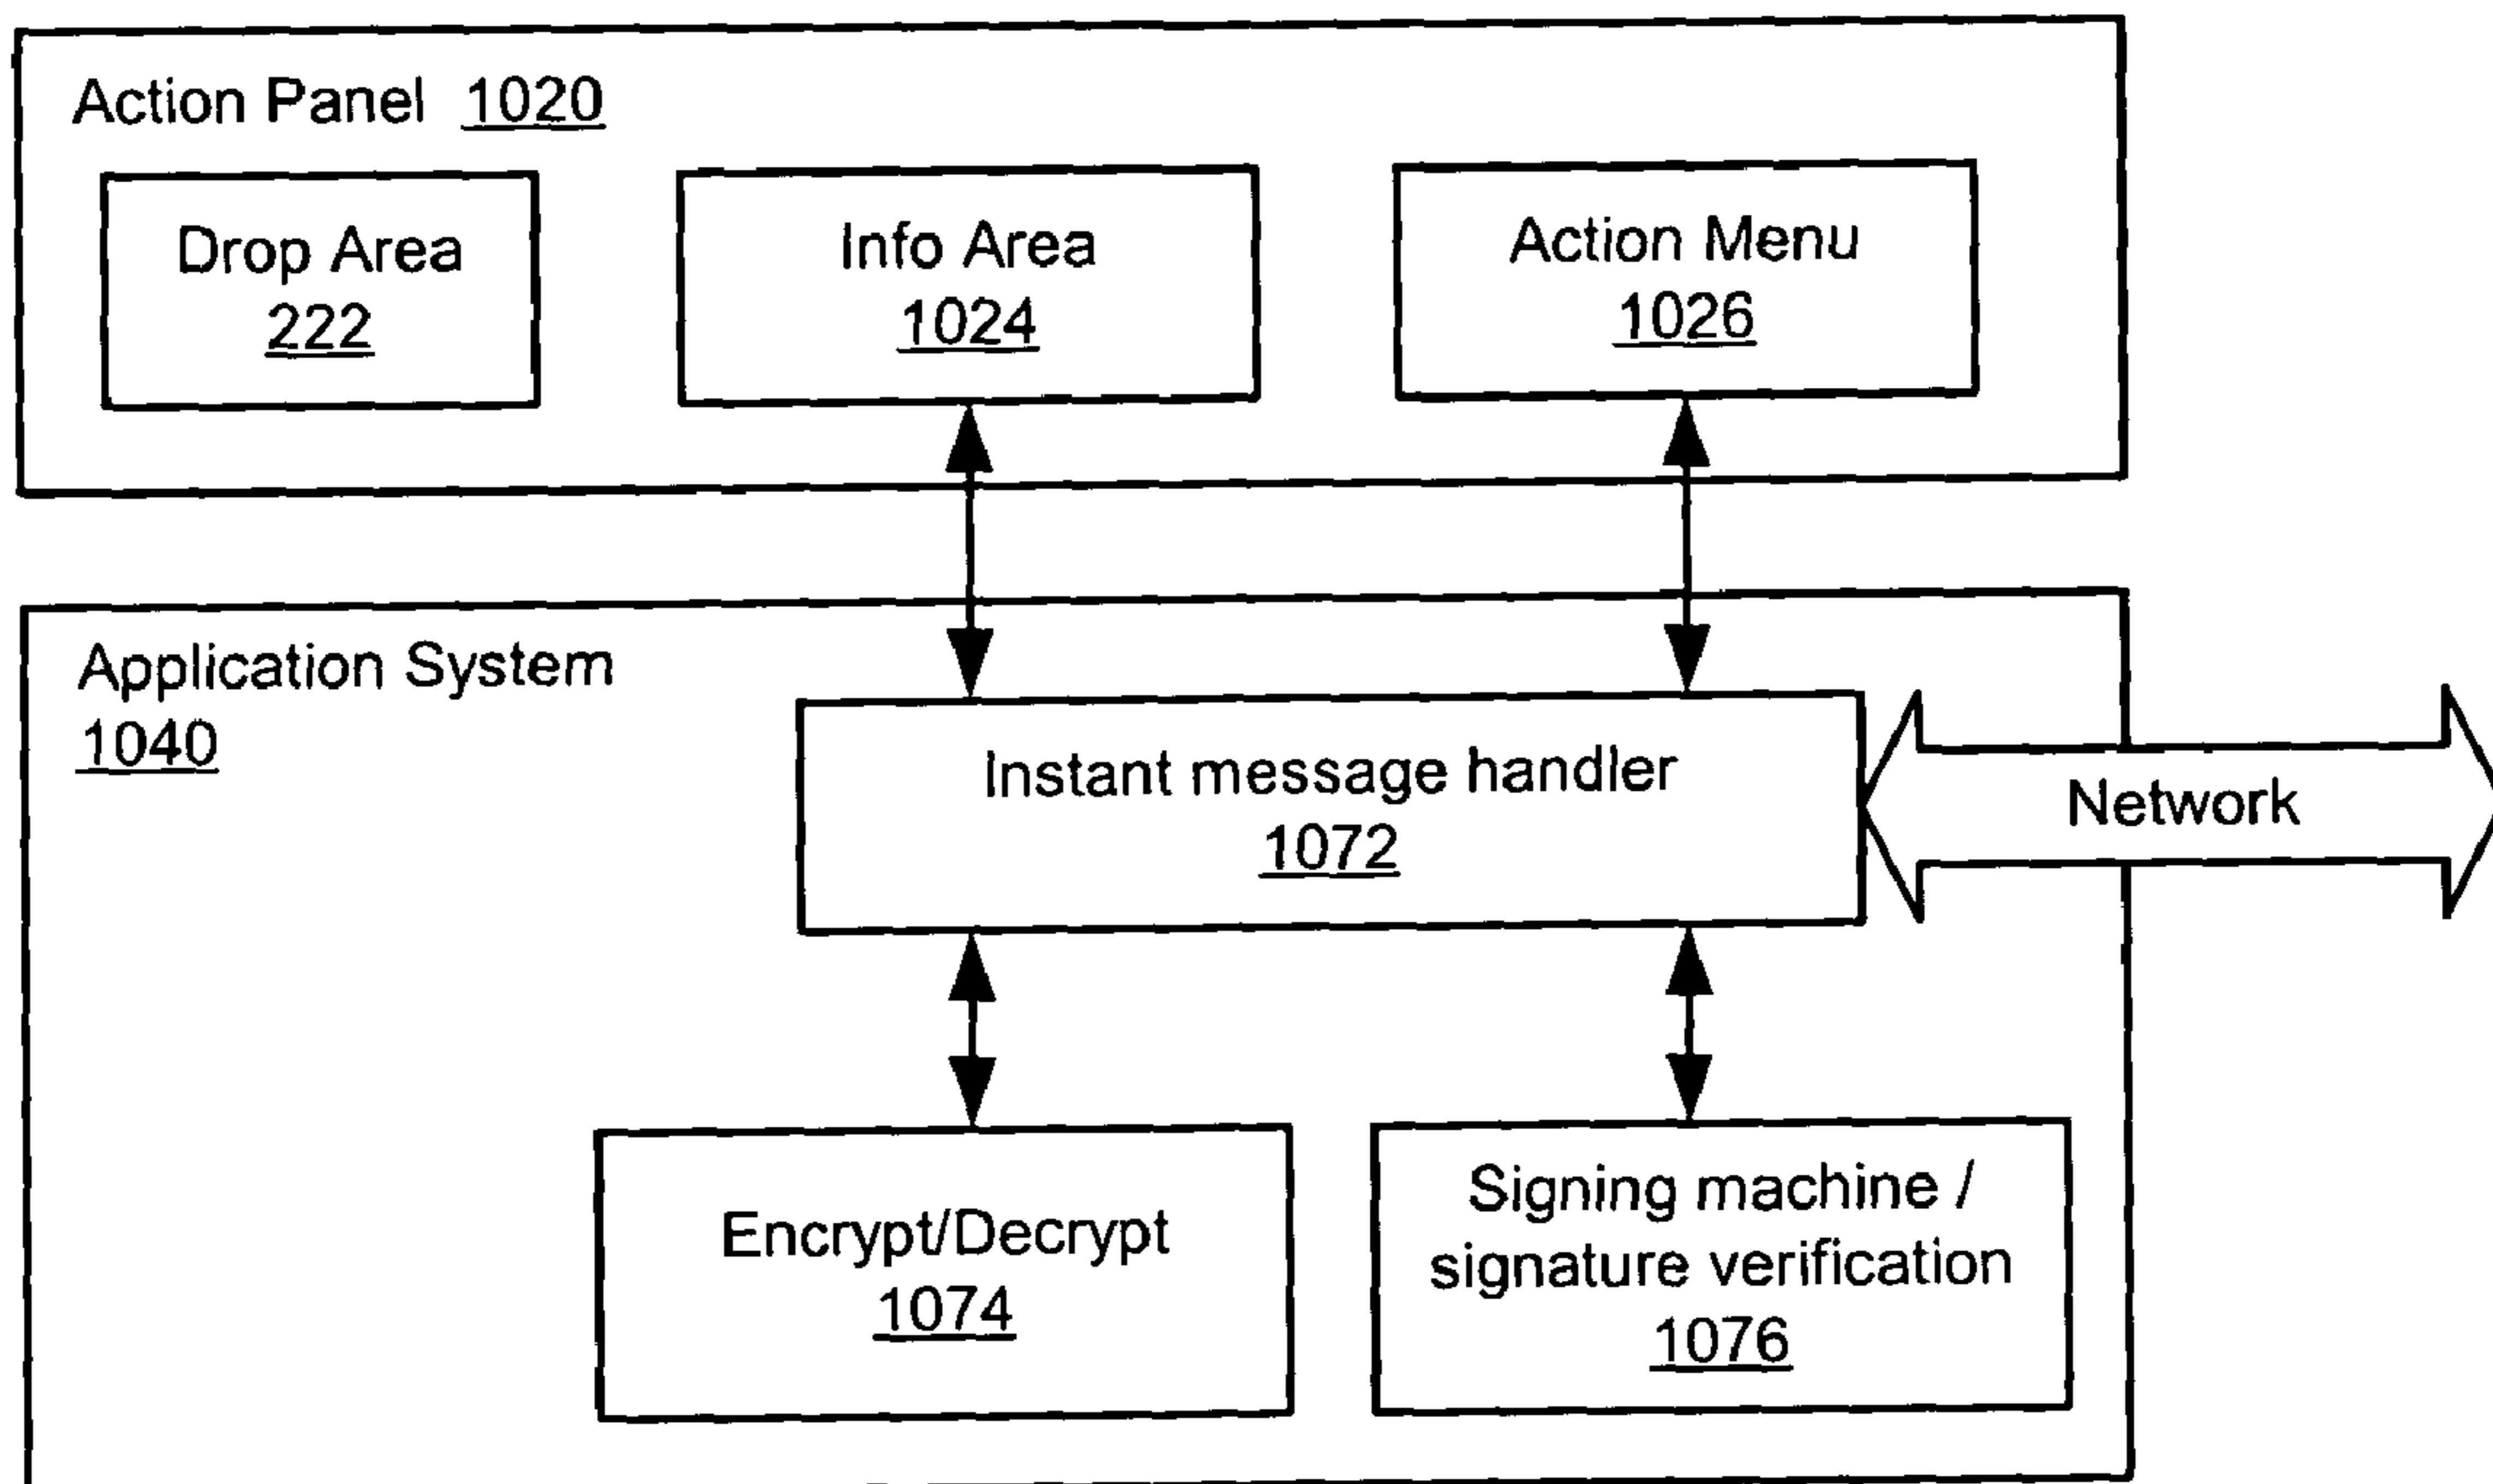 Action Panel 1020
Drop Area
222
Info Area
1024
Action Menu
1026
Application System
1040
Instant message handler
1072
Network
Encrypt/Decrypt
1074
Signing machine /
signature verification
1076